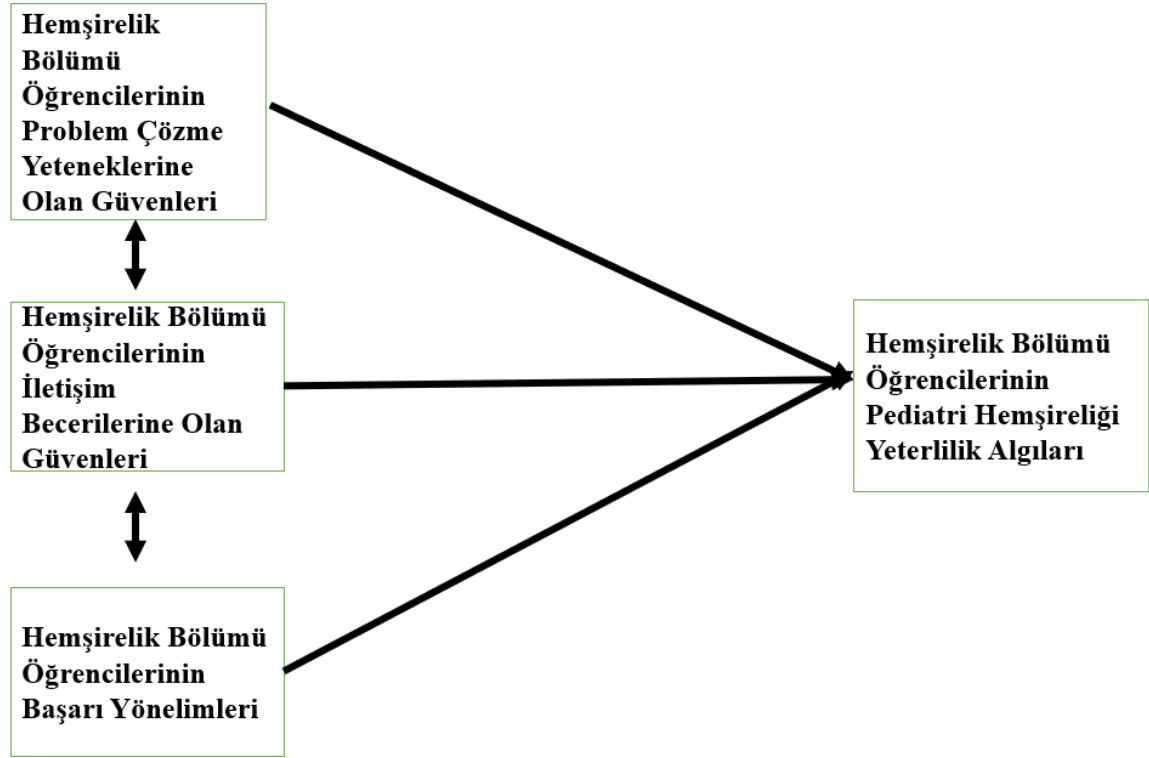 Hemşirelik
Bölümü
Öğrencilerinin
Problem Çözme
Yeteneklerine
Olan Güvenleri
Hemşirelik Bölümü
Öğrencilerinin
İletişim
Becerilerine Olan
Güvenleri
Hemşirelik Bölümü
Öğrencilerinin
Başarı Yönelimleri
Hemşirelik Bölümü
Öğrencilerinin
Pediatri Hemşireliği
Yeterlilik Algıları